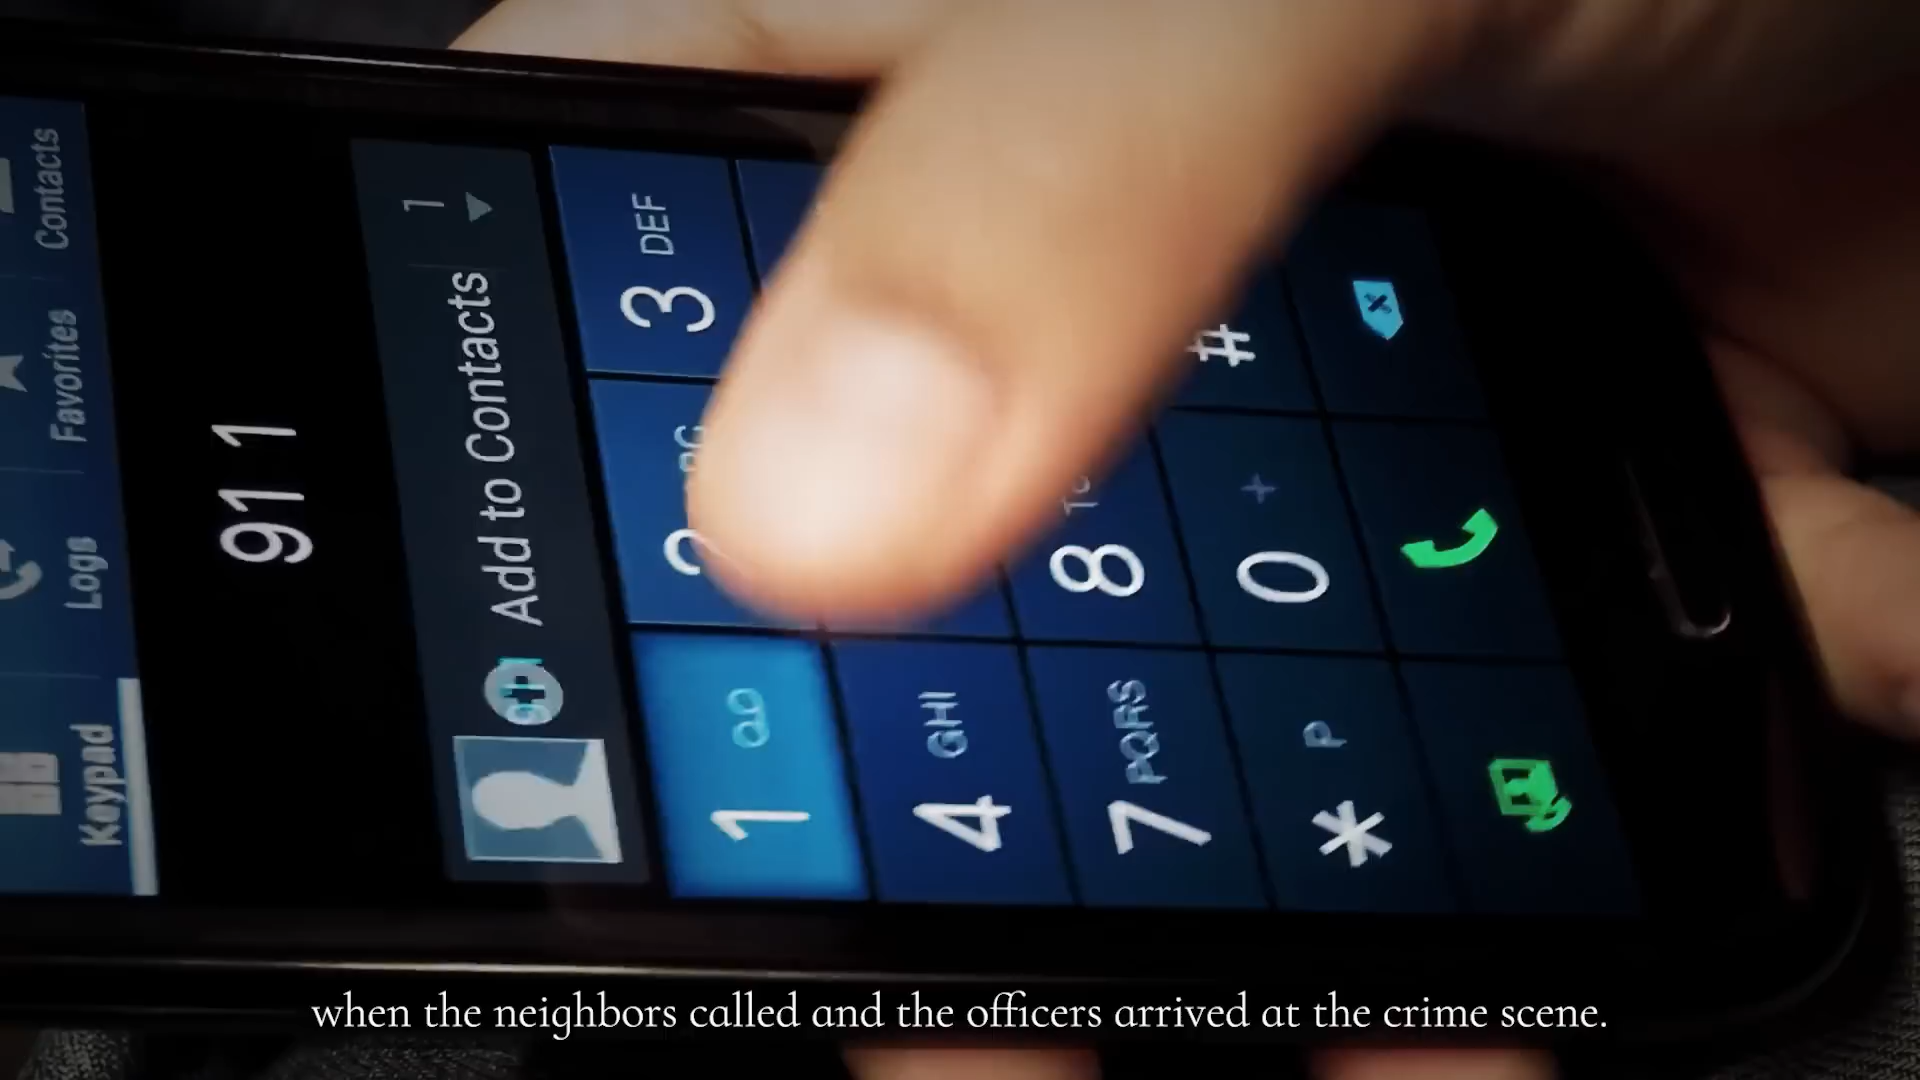 Contacts
Favorites
Logs
Keypad
911
1
Add to Contacts
3 DEF
1
4 GHI
7 PQRS
8
* P
0 +
#
when the neighbors called and the officers arrived at the crime scene.